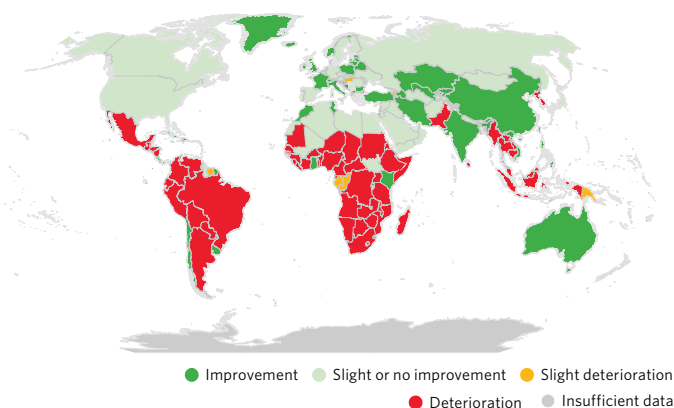 Improvement Slight or no improvement Slight deterioration
Deterioration Insufficient data